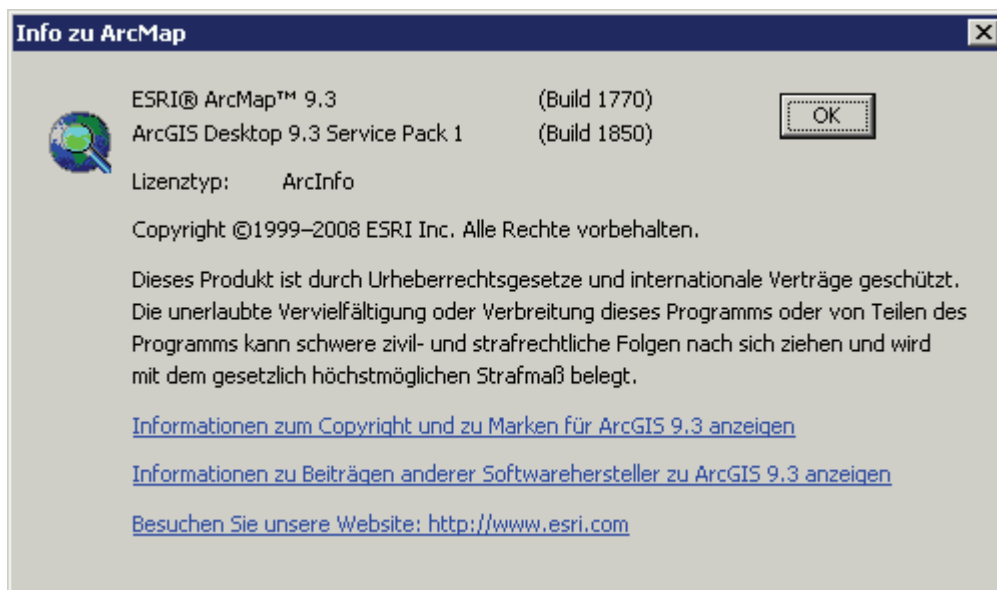 Info zu ArcMap
ESRI® ArcMap™ 9.3 (Build 1770)
OK
ArcGIS Desktop 9.3 Service Pack 1 (Build 1850)
Lizenztyp: ArcInfo
Copyright ©1999–2008 ESRI Inc. Alle Rechte vorbehalten.
Dieses Produkt ist durch Urheberrechtsgesetze und internationale Verträge geschützt.
Die unerlaubte Vervielfältigung oder Verbreitung dieses Programms oder von Teilen des
Programms kann schwere zivil- und strafrechtliche Folgen nach sich ziehen und wird
mit dem gesetzlich höchstmöglichen Strafmaß belegt.
Informationen zum Copyright und zu Marken für ArcGIS 9.3 anzeigen
Informationen zu Beiträgen anderer Softwarehersteller zu ArcGIS 9.3 anzeigen
Besuchen Sie unsere Website: http://www.esri.com